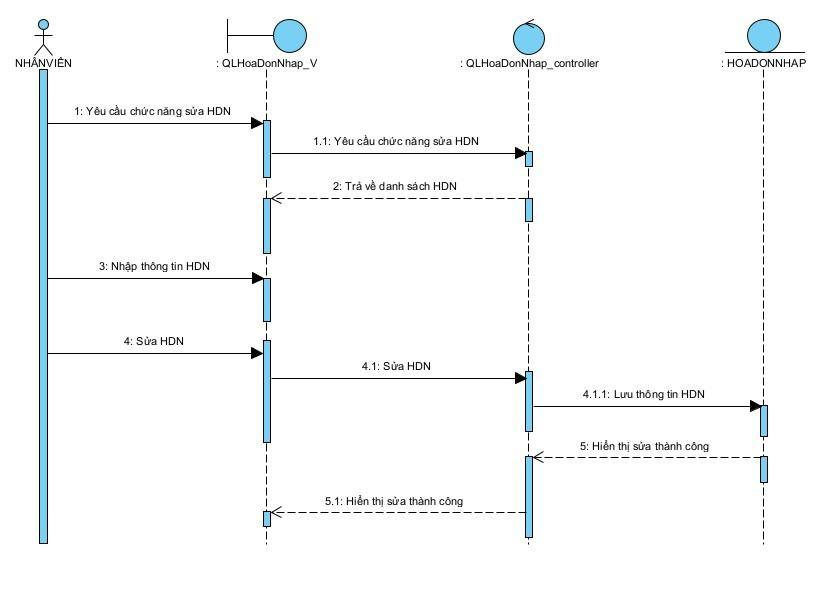 NHÂNVIÊN
: QLHoaDonNhap_V
: QLHoaDonNhap_controller
: HOADONNHAP
1: Yêu cầu chức năng sửa HDN
1.1: Yêu cầu chức năng sửa HDN
2: Trả về danh sách HDN
3: Nhập thông tin HDN
4: Sửa HDN
4.1: Sửa HDN
4.1.1: Lưu thông tin HDN
5: Hiển thị sửa thành công
5.1: Hiển thị sửa thành công